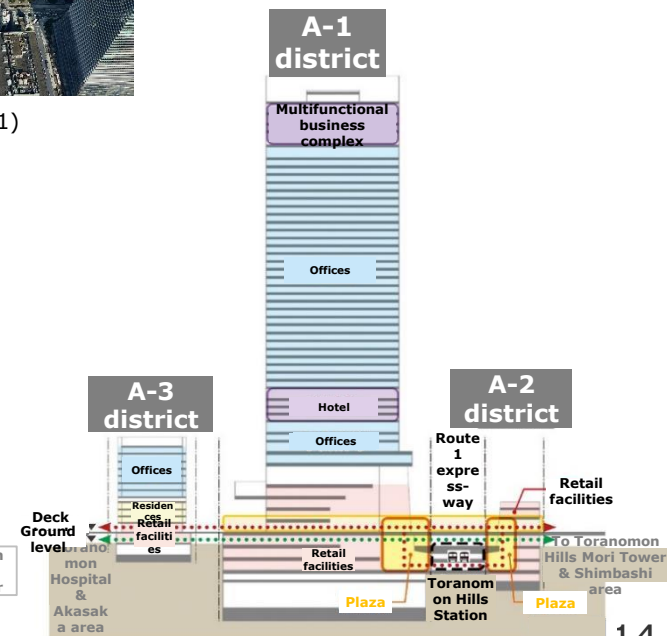 A-1
district
1)
Multifunctional
business
complex
Offices
Hotel
Offices
A-3
district
A-2
district
Route
1
expre
ss-
way
Offices
Residen
ces
Retail
faciliti
es
Retail
facilities
Deck
Ground
level
mon
Hospital
&
Akasak
a area
Retail
facilities
Plaza
Toranom
on Hills
Station
Plaza
To Toranomon
Hills Mori Tower
& Shimbashi
area